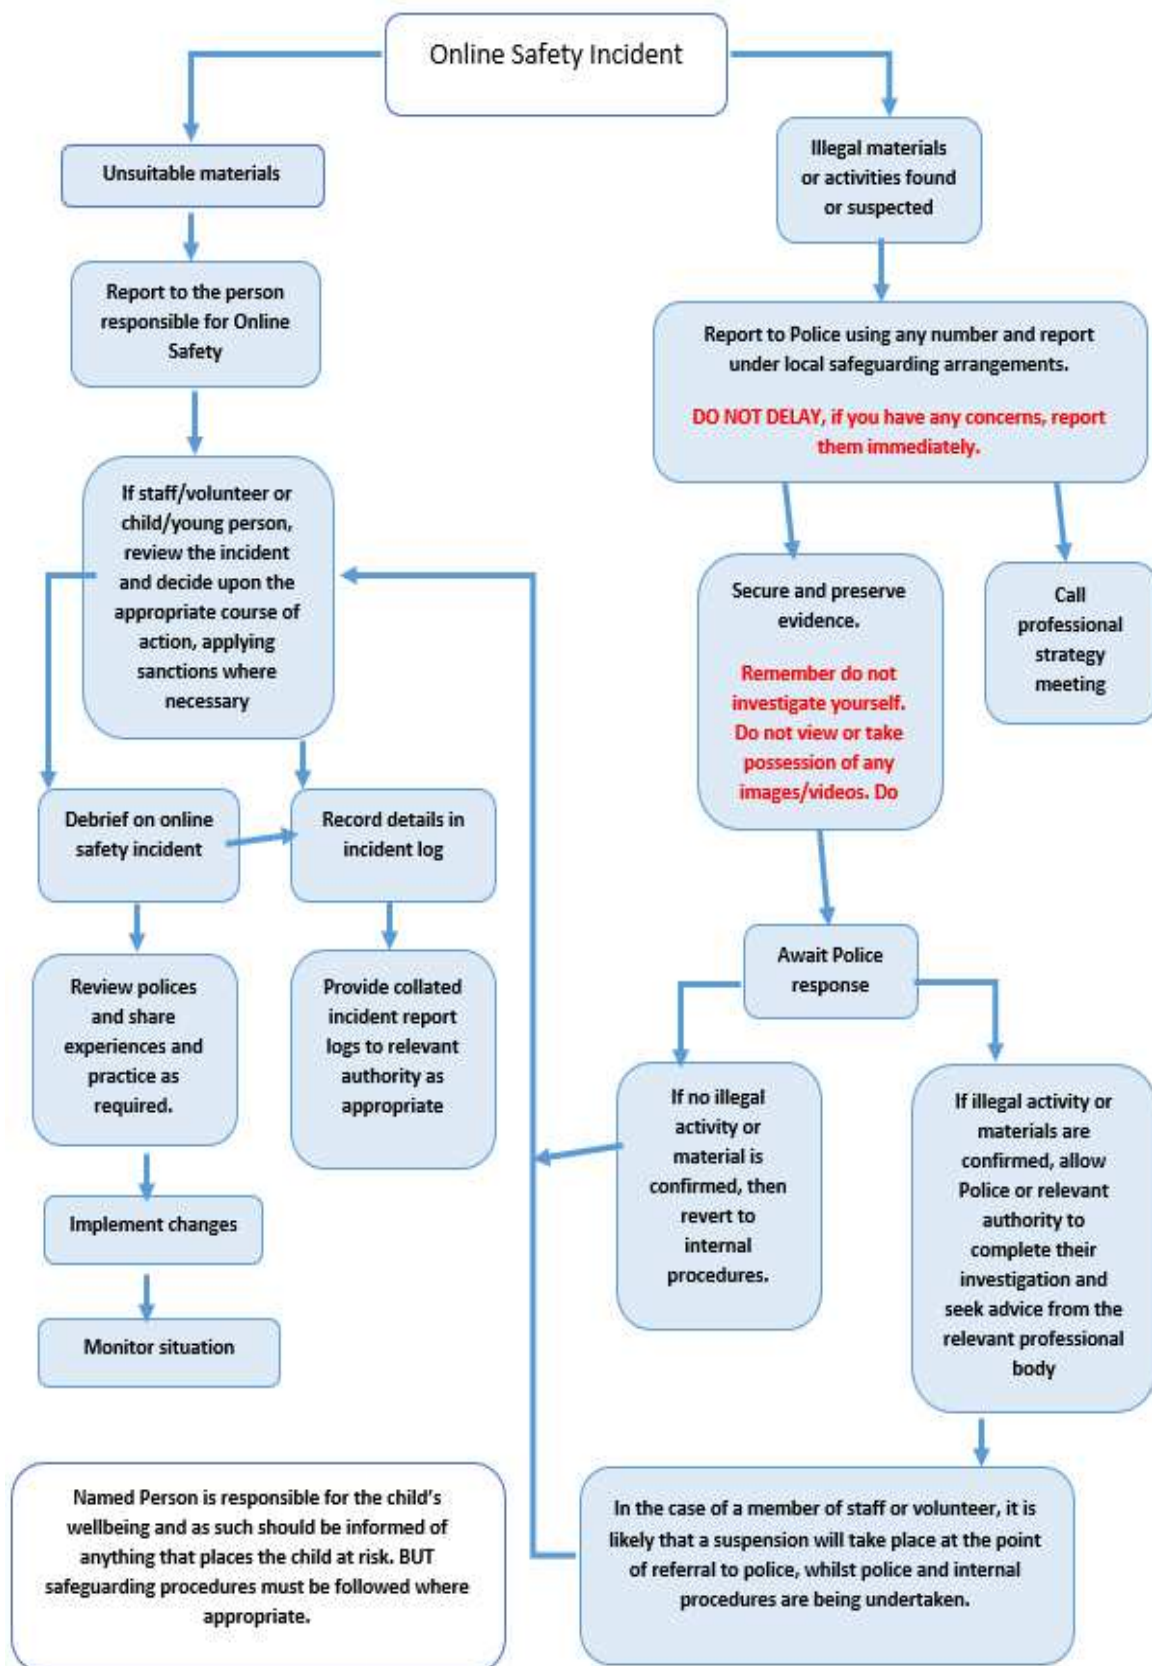 Online Safety Incident
Unsuitable materials
Report to the person
responsible for Online
Safety
If staff/volunteer or
child/young person,
review the incident
and decide upon the
appropriate course of
action, applying
sanctions where
necessary
Debrief on online
safety incident
Record details in
incident log
Review polices
and share
experiences and
practice as
required.
Provide collated
incident report
logs to relevant
authority as
appropriate
Implement changes
Monitor situation
Illegal materials
or activities found
or suspected
Report to Police using any number and report
under local safeguarding arrangements.
DO NOT DELAY, if you have any concerns, report
them immediately.
Secure and preserve
evidence.
Remember do not
investigate yourself.
Do not view or take
possession of any
images/videos. Do
Call
professional
strategy
meeting
Await Police
response
If no illegal
activity or
material is
confirmed, then
revert to
internal
procedures.
If illegal activity or
materials are
confirmed, allow
Police or relevant
authority to
complete their
investigation and
seek advice from the
relevant professional
body
In the case of a member of staff or volunteer, it is
likely that a suspension will take place at the point
of referral to police, whilst police and internal
procedures are being undertaken.
Named Person is responsible for the child’s
wellbeing and as such should be informed of
anything that places the child at risk. BUT
safeguarding procedures must be followed where
appropriate.